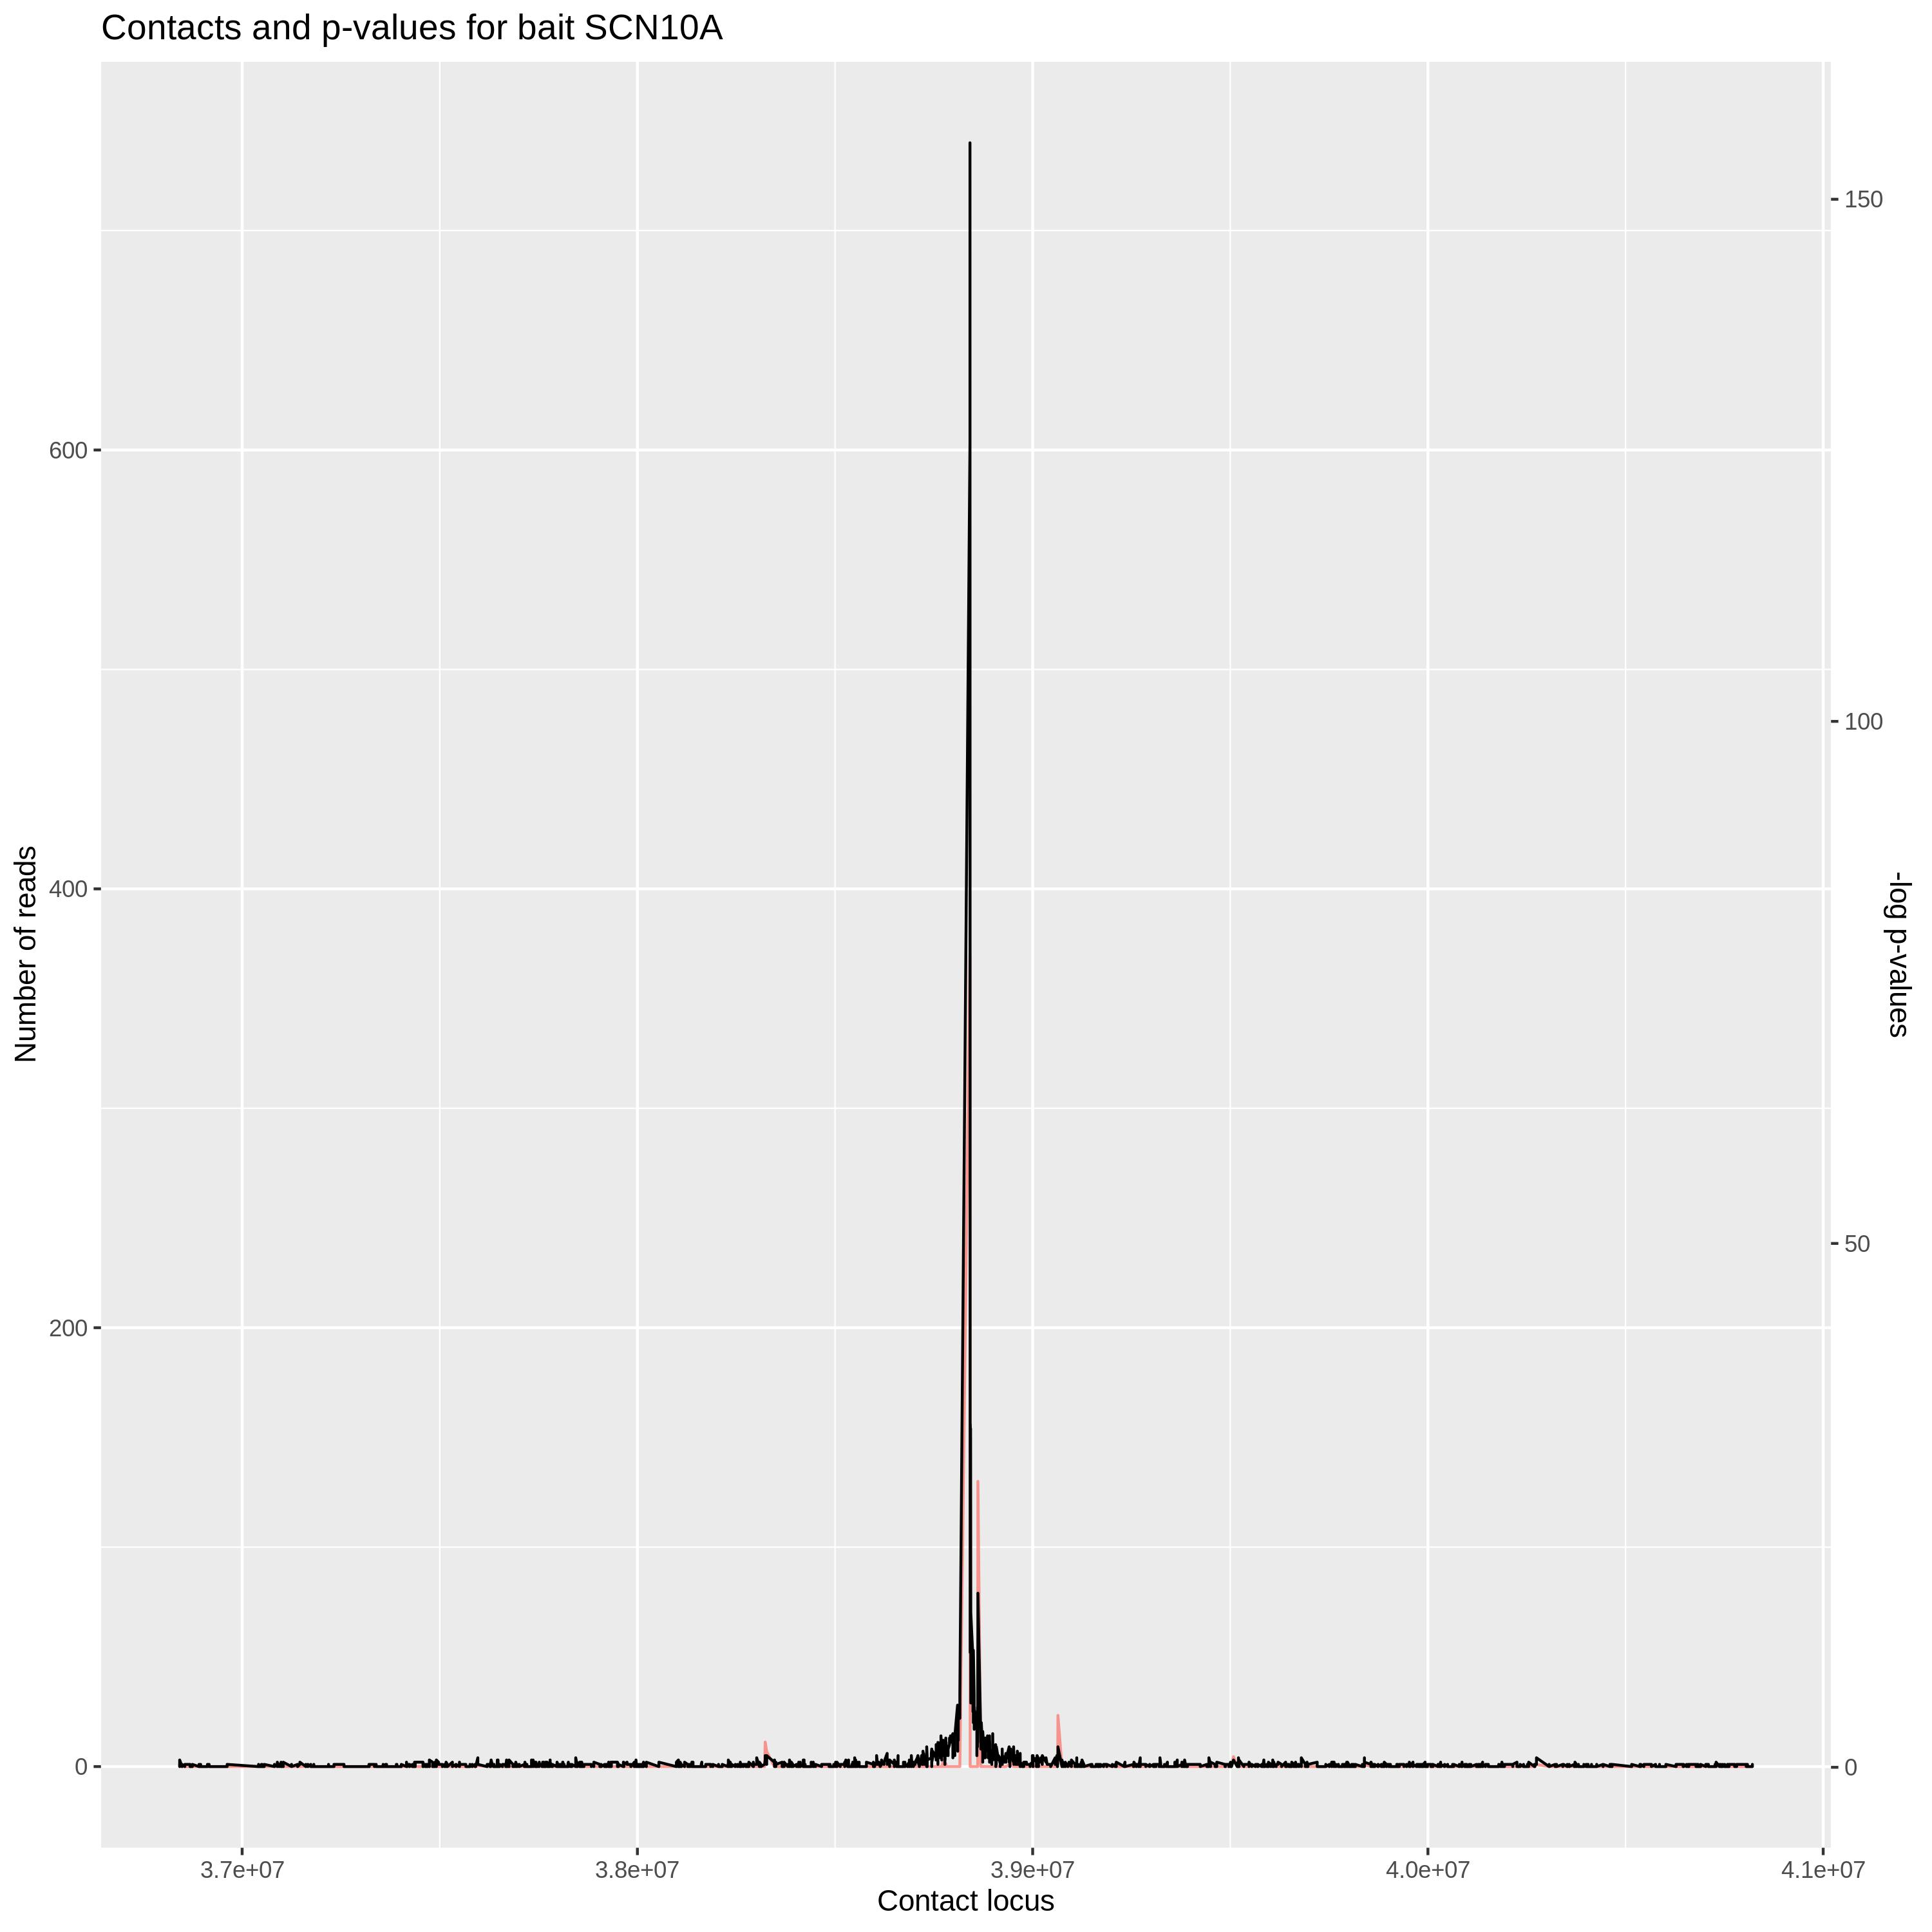 Contacts and p-values for bait SCN10A
Number of reads
600
400
200
0
150
100
50
0
-log p-values
3.7e+07
3.8e+07
3.9e+07
4.0e+07
4.1e+07
Contact locus